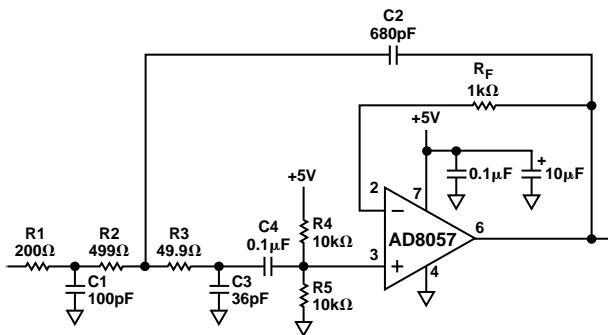 C2
680pF
RF
1kΩ
+5V
0.1μF
+
10μF
7
2
−
AD8057
6
3
+
4
+5V
R4
10kΩ
R5
10kΩ
C4
0.1μF
R1
200Ω
R2
499Ω
R3
49.9Ω
C1
100pF
C3
36pF